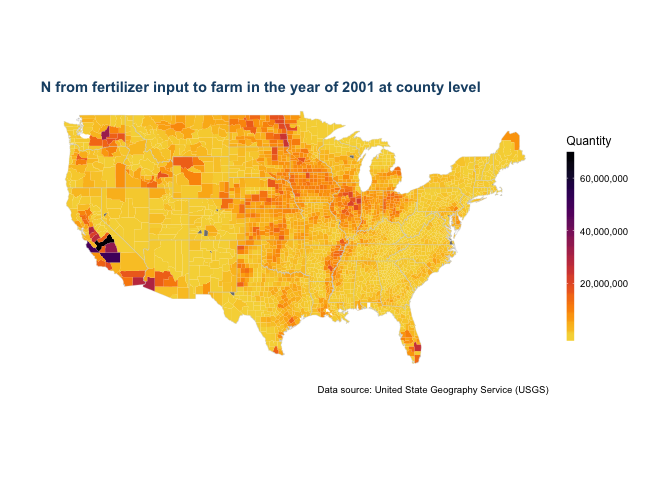 N from fertilizer input to farm in the year of 2001 at county level
Quantity
60,000,000
40,000,000
20,000,000
Data source: United State Geography Service (USGS)